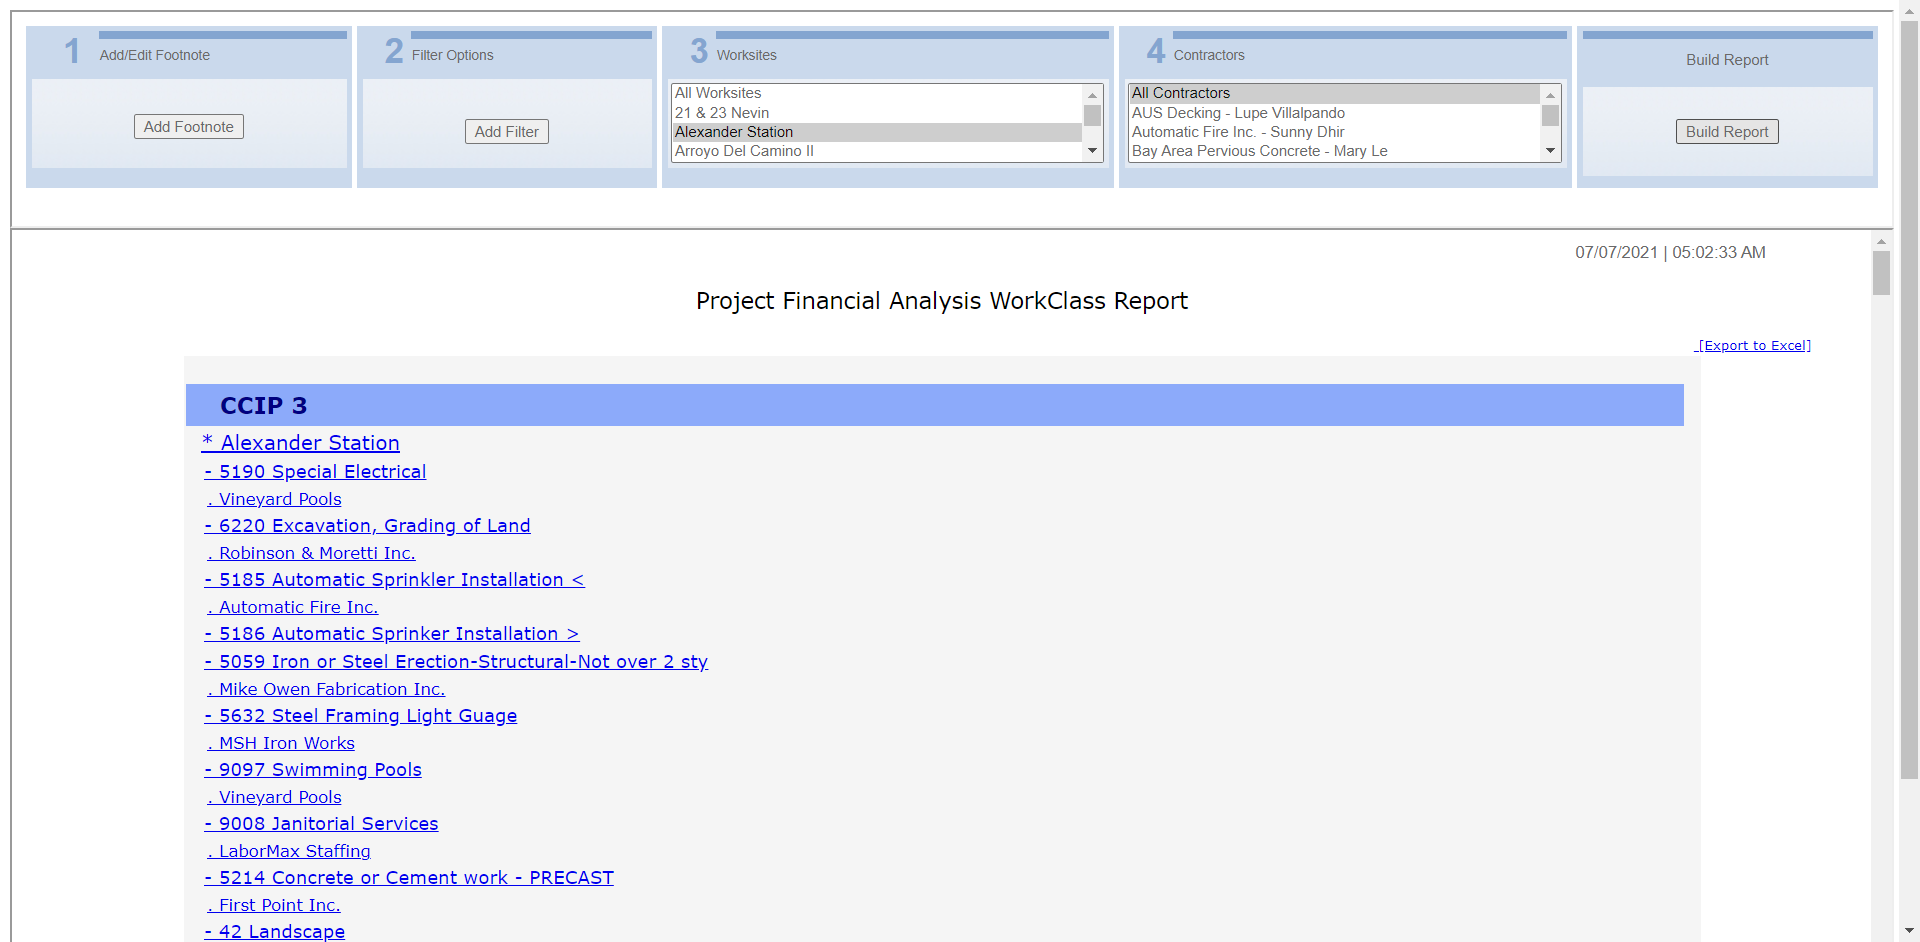 1 Add/Edit Footnote
Add Footnote
2 Filter Options
Add Filter
3 Worksites
All Worksites
21 & 23 Nevin
Alexander Station
Arroyo Del Camino II
4 Contractors
All Contractors
AUS Decking - Lupe Villalpando
Automatic Fire Inc. - Sunny Dhir
Bay Area Pervious Concrete - Mary Le
Build Report
Build Report
07/07/2021 | 05:02:33 AM
Project Financial Analysis WorkClass Report
[Export to Excel]
CCIP 3
* Alexander Station
- 5190 Special Electrical
. Vineyard Pools
- 6220 Excavation, Grading of Land
. Robinson & Moretti Inc.
- 5185 Automatic Sprinkler Installation <
. Automatic Fire Inc.
- 5186 Automatic Sprinker Installation >
- 5059 Iron or Steel Erection-Structural-Not over 2 sty
. Mike Owen Fabrication Inc.
- 5632 Steel Framing Light Guage
. MSH Iron Works
- 9097 Swimming Pools
. Vineyard Pools
- 9008 Janitorial Services
. LaborMax Staffing
- 5214 Concrete or Cement work - PRECAST
. First Point Inc.
- 42 Landscape